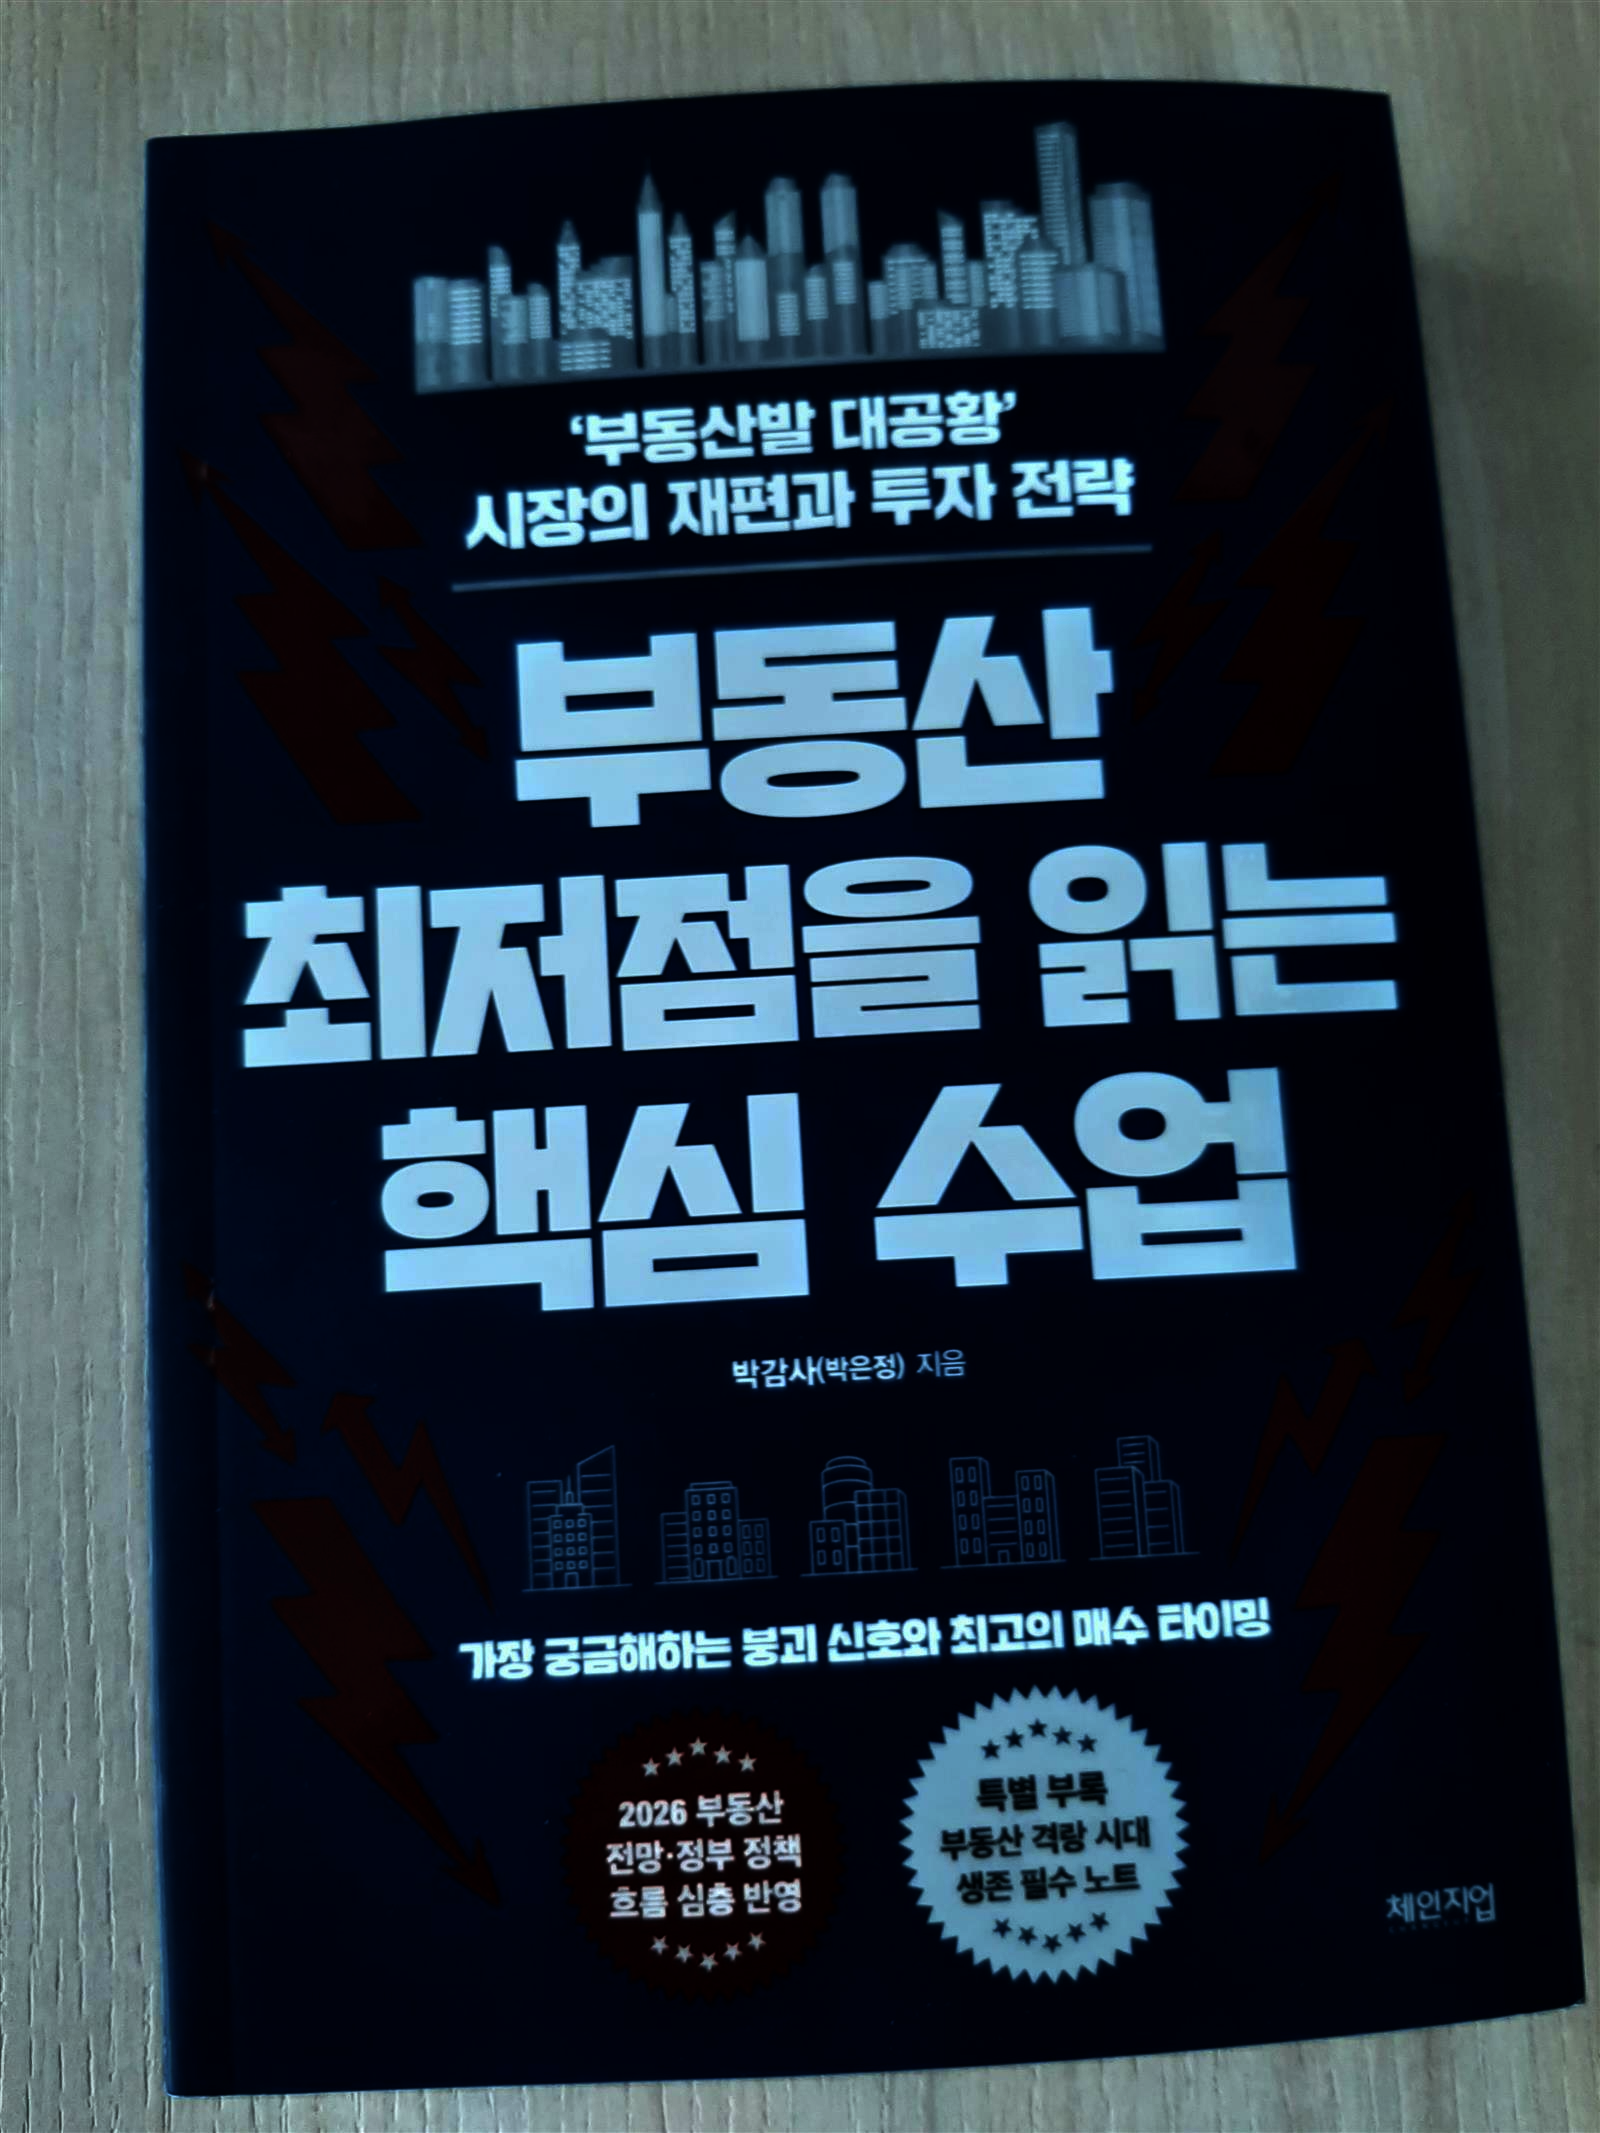 '부동산발 대공황'
시장의 재편과 투자 전략
부동산
최저점을 읽는
핵심 수업
박감사(박은정) 지음
가장 궁금해하는 붕괴 신호와 최고의 매수 타이밍
2026 부동산
전망·정부 정책
흐름 심층 반영
특별 부록
부동산 격랑 시대
생존 필수 노트
체인지업